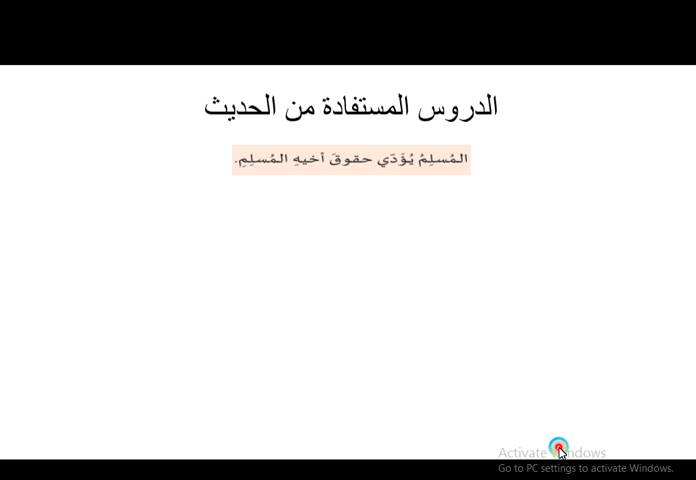 الدروس المستفادة من الحديث
المُسلِمُ يُؤَدّي حقوقَ أخيهِ المُسلِمِ.
Activate Windows
Go to PC settings to activate Windows.